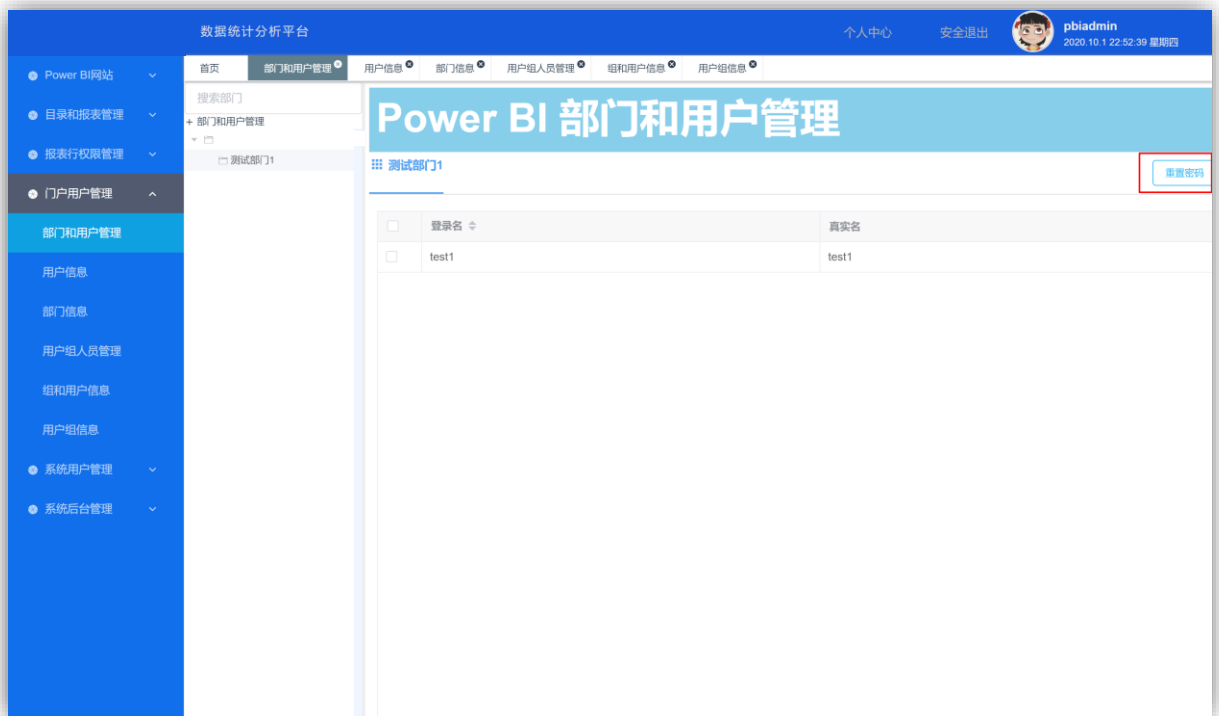 数据统计分析平台
个人中心
安全退出
pbiadmin
2020.10.1 22:52:39 星期四
Power BI网站
目录和报表管理
报表行权限管理
门户用户管理
部门和用户管理
用户信息
部门信息
用户组人员管理
组和用户信息
用户组信息
系统用户管理
系统后台管理
首页 部门和用户管理 用户信息 部门信息 用户组人员管理 组和用户信息 用户组信息
搜索部门
+ 部门和用户管理
测试部门1
Power BI 部门和用户管理
测试部门1
重置密码
登录名 真实名
test1 test1